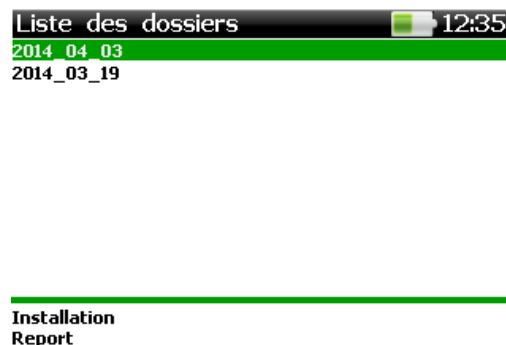 Liste des dossiers 12:35
2014_04_03
2014_03_19
Installation
Report